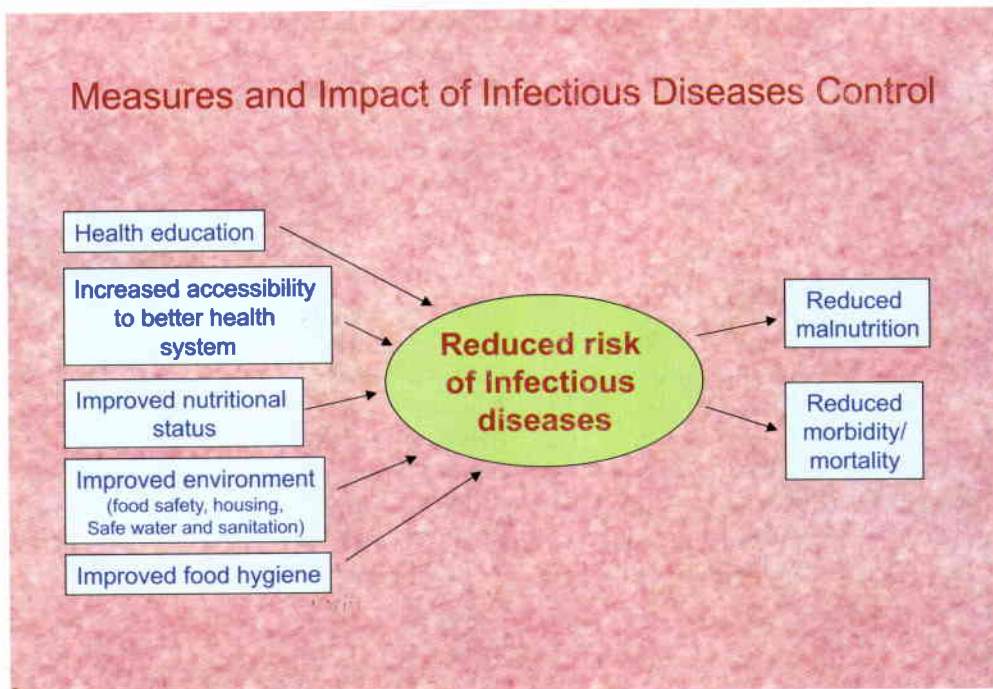 Measures and Impact of Infectious Diseases Control
Health education
Increased accessibility
to better health
system
Improved nutritional
status
Improved environment
(food safety, housing,
Safe water and sanitation)
Improved food hygiene
Reduced risk
of Infectious
diseases
Reduced
malnutrition
Reduced
morbidity/
mortality